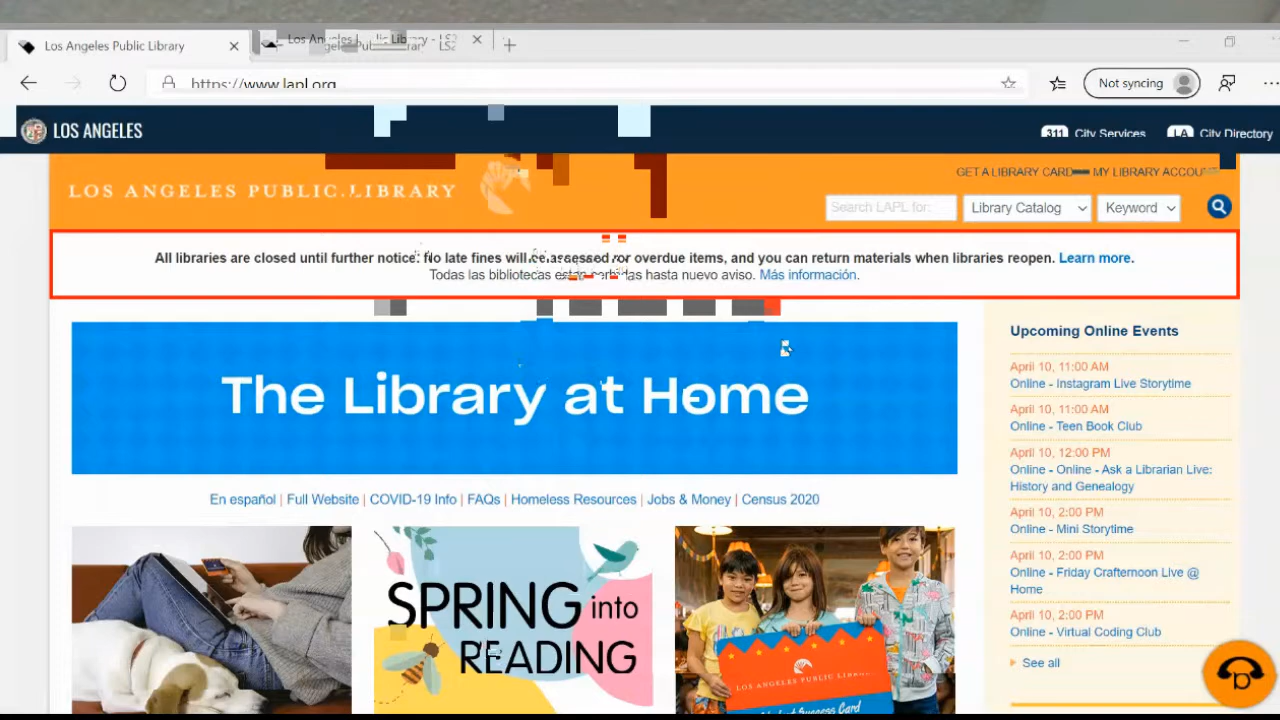 Los Angeles Public Library
https://www.lapl.org
Not syncing
LOS ANGELES
311 City Services
LA City Directory
GET A LIBRARY CARD
MY LIBRARY ACCOUNT
LOS ANGELES PUBLIC LIBRARY
Search LAPL for:
Library Catalog
Keyword
All libraries are closed until further notice. No late fines will be assessed for overdue items, and you can return materials when libraries reopen. Learn more.
Todas las bibliotecas están cerradas hasta nuevo aviso. Más información.
The Library at Home
En español | Full Website | COVID-19 Info | FAQs | Homeless Resources | Jobs & Money | Census 2020
SPRING into
READING
LOS ANGELES PUBLIC LIBRARY
Student Success Card
Upcoming Online Events
April 10, 11:00 AM
Online - Instagram Live Storytime
April 10, 11:00 AM
Online - Teen Book Club
April 10, 12:00 PM
Online - Online - Ask a Librarian Live:
History and Genealogy
April 10, 2:00 PM
Online - Mini Storytime
April 10, 2:00 PM
Online - Friday Crafternoon Live @
Home
April 10, 2:00 PM
Online - Virtual Coding Club
See all